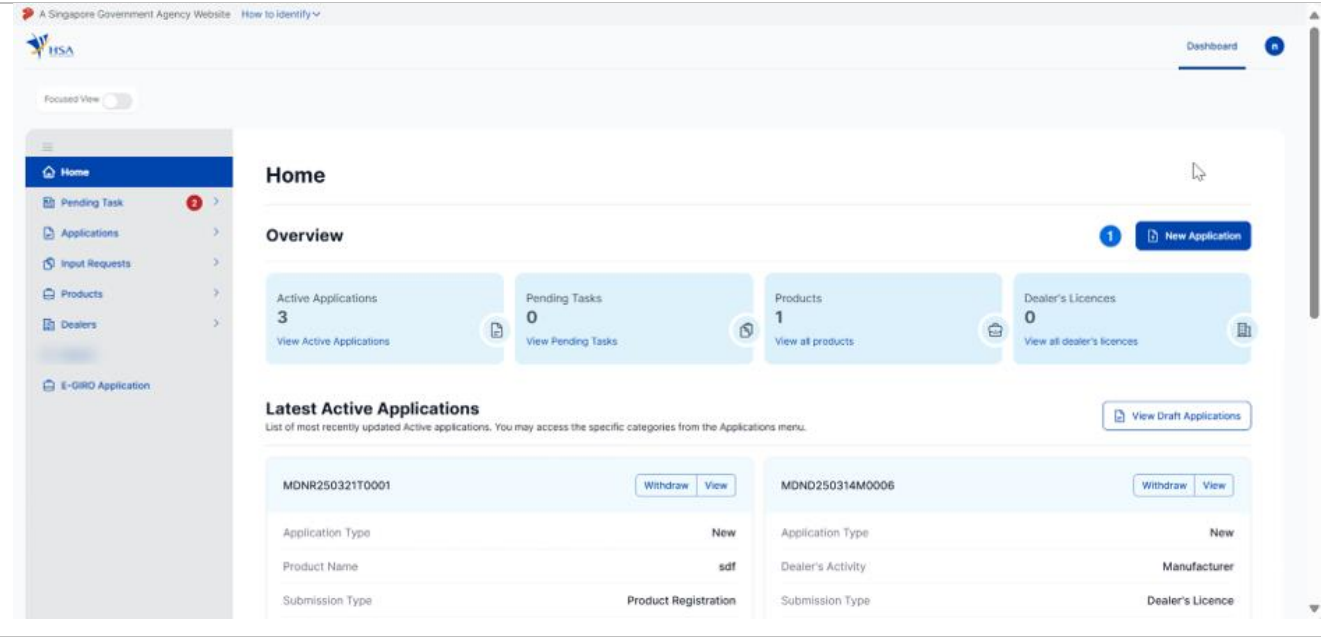 A Singapore Government Agency Website How to identify
HSA
Dashboard
Focused View
Home
Pending Task 2
Applications
Input Requests
Products
Dealers
E-GIRO Application
Home
Overview
1 New Application
Active Applications
3
View Active Applications
Pending Tasks
0
View Pending Tasks
Products
1
View all products
Dealer's Licences
0
View all dealer's licences
Latest Active Applications
View Draft Applications
List of most recently updated Active applications. You may access the specific categories from the Applications menu.
MDNR250321T0001 Withdraw View
Application Type New
Product Name sdf
Submission Type Product Registration
MDND250314M0006 Withdraw View
Application Type New
Dealer's Activity Manufacturer
Submission Type Dealer's Licence